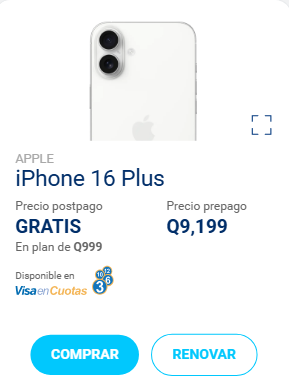 APPLE
iPhone 16 Plus
Precio postpago
GRATIS
En plan de Q999
Precio prepago
Q9,199
Disponible en
Visa en Cuotas
10 12
3 6
COMPRAR
RENOVAR